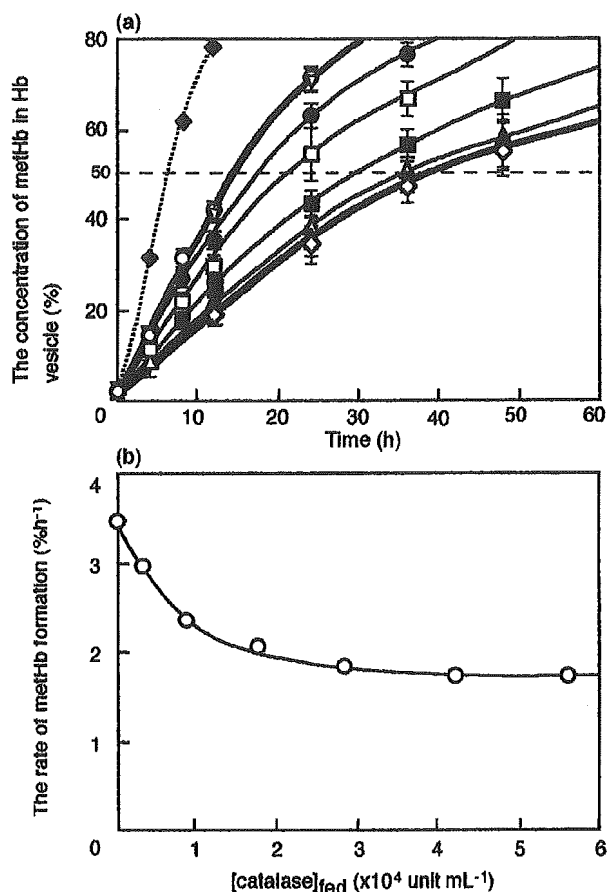 (a)
80
60
50
40
20
0
The concentration of metHb in Hb
vesicle (%)
10 20 30 40 50 60
Time (h)
(b)
4
3
2
1
0
The rate of metHb formation (%h⁻¹)
1 2 3 4 5 6
[catalase]fed (x10⁴ unit mL⁻¹)